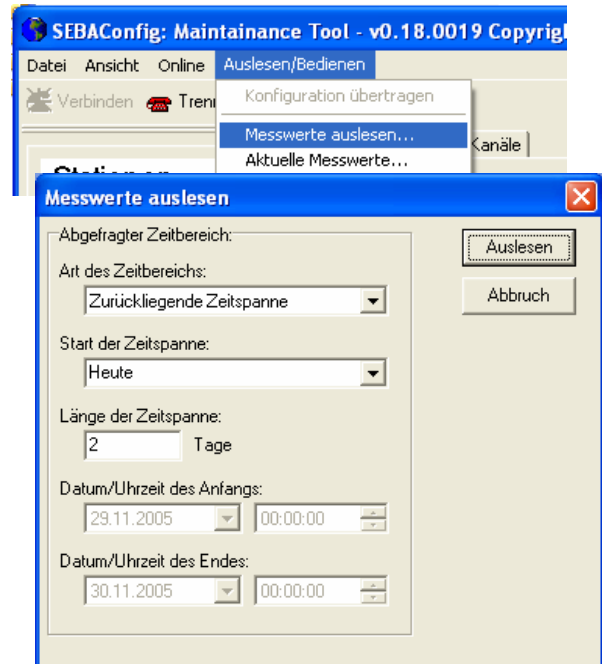 SEBAConfig: Maintainance Tool - v0.18.0019
Datei Ansicht Online Auslesen/Bedienen
Verbinden
Konfiguration übertragen
Messwerte auslesen...
Kanäle
Aktuelle Messwerte...
Messwerte auslesen
Abgefragter Zeitbereich:
Auslesen
Art des Zeitbereichs:
Zurückliegende Zeitspanne
Abbruch
Start der Zeitspanne:
Heute
Länge der Zeitspanne:
2 Tage
Datum/Uhrzeit des Anfangs:
29.11.2005 00:00:00
Datum/Uhrzeit des Endes:
30.11.2005 00:00:00